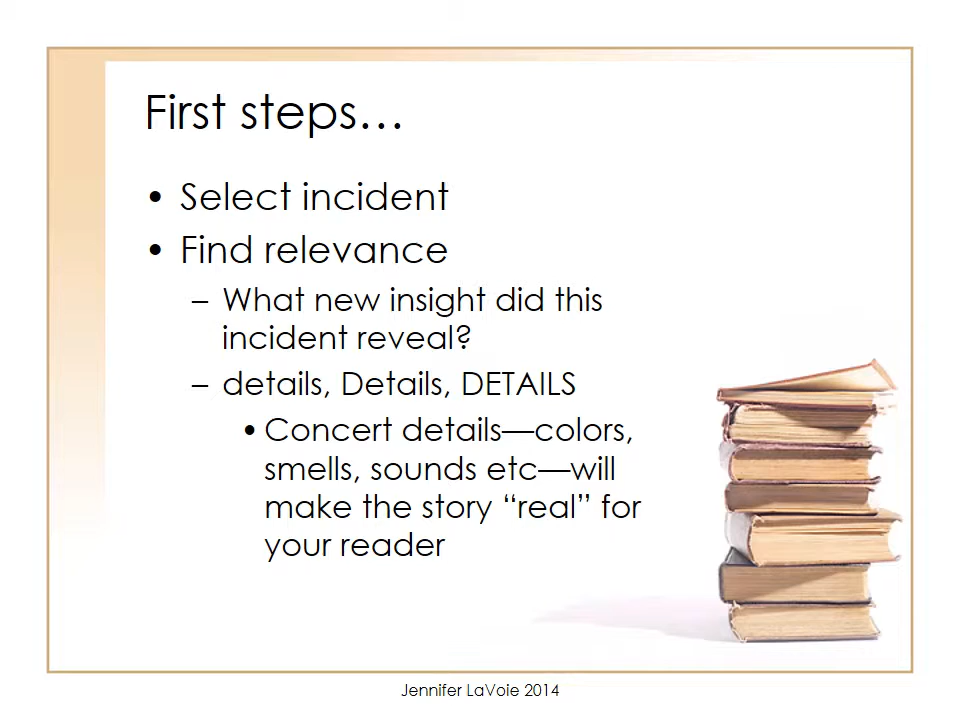 First steps…
• Select incident
• Find relevance
– What new insight did this
incident reveal?
– details, Details, DETAILS
• Concert details—colors,
smells, sounds etc—will
make the story “real” for
your reader
Jennifer LaVoie 2014